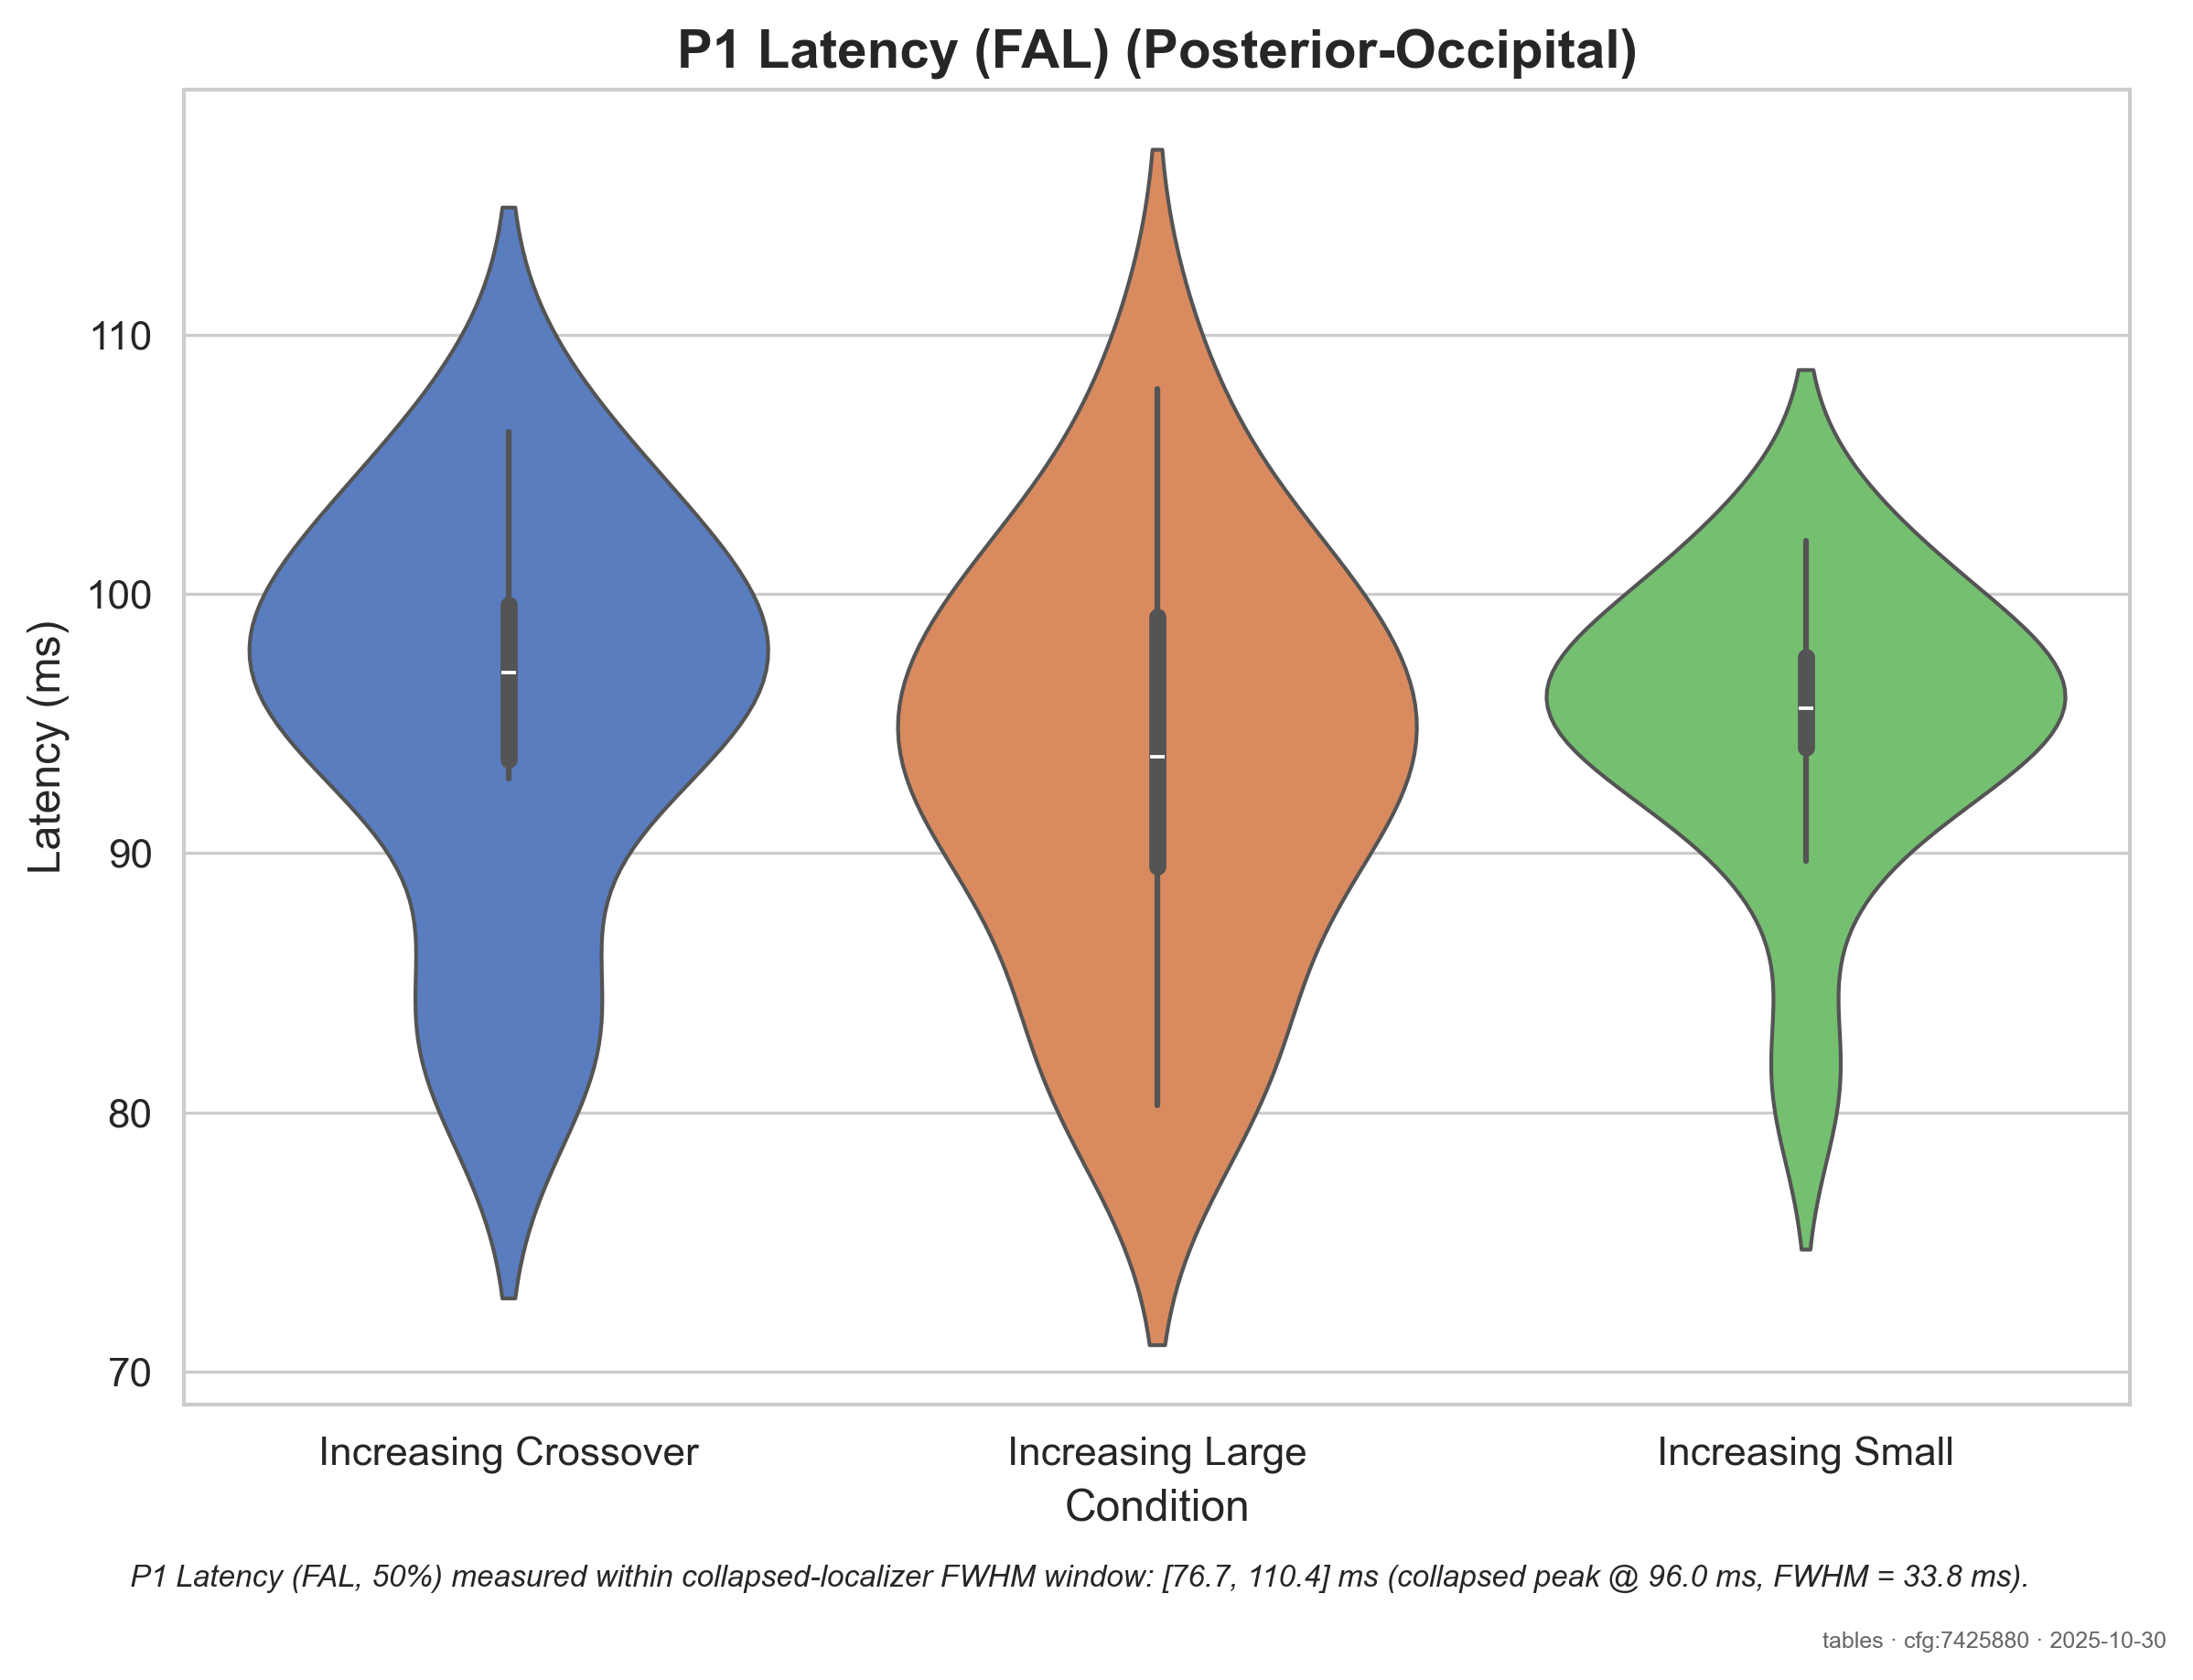 P1 Latency (FAL) (Posterior-Occipital)
Latency (ms)
110
100
90
80
70
Increasing Crossover
Increasing Large
Increasing Small
Condition
P1 Latency (FAL, 50%) measured within collapsed-localizer FWHM window: [76.7, 110.4] ms (collapsed peak @ 96.0 ms, FWHM = 33.8 ms).
tables · cfg:7425880 · 2025-10-30